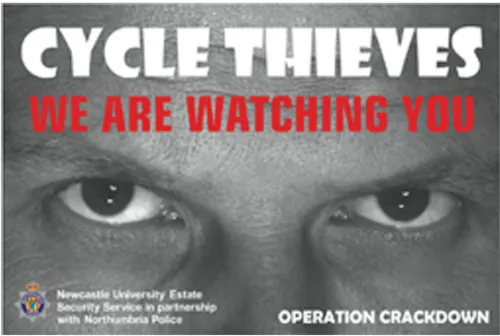 CYCLE THIEVES
WE ARE WATCHING YOU
Newcastle University Estate
Security Service in partnership
with Northumbria Police
OPERATION CRACKDOWN